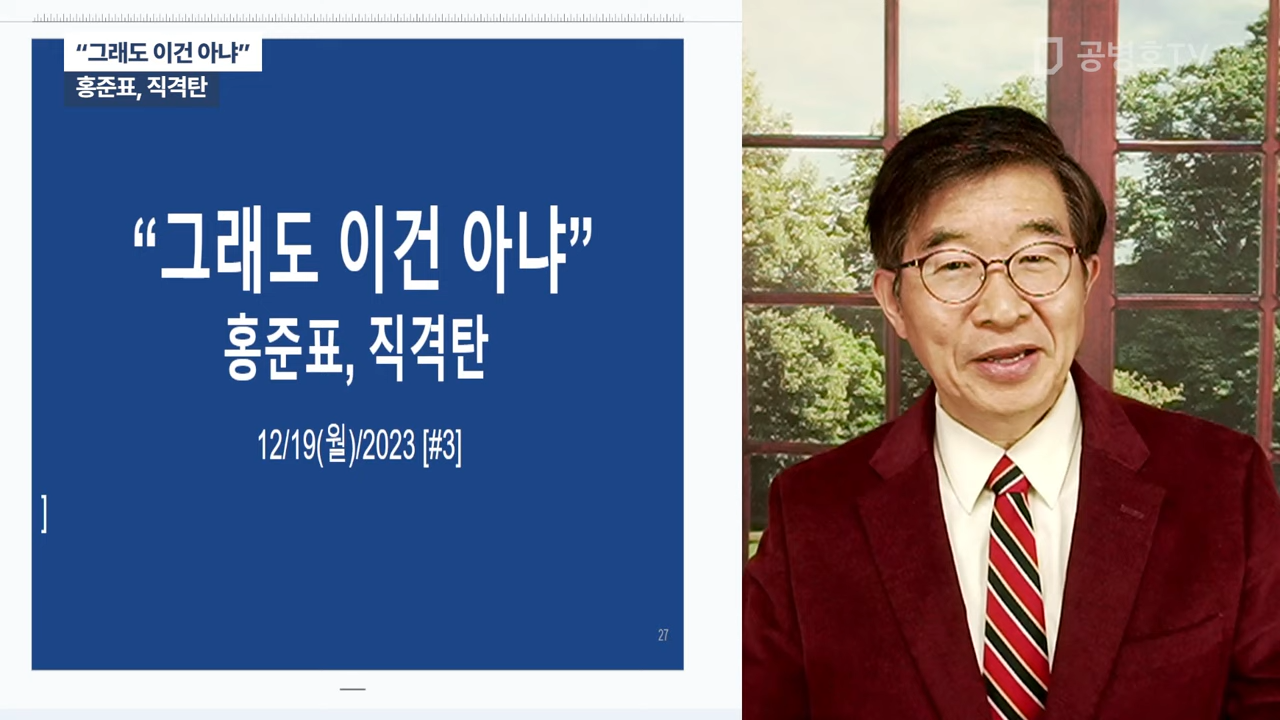 “그래도 이건 아냐”
홍준표, 직격탄
“그래도 이건 아냐”
홍준표, 직격탄
12/19(월)/2023 [#3]
]
27
공병호TV